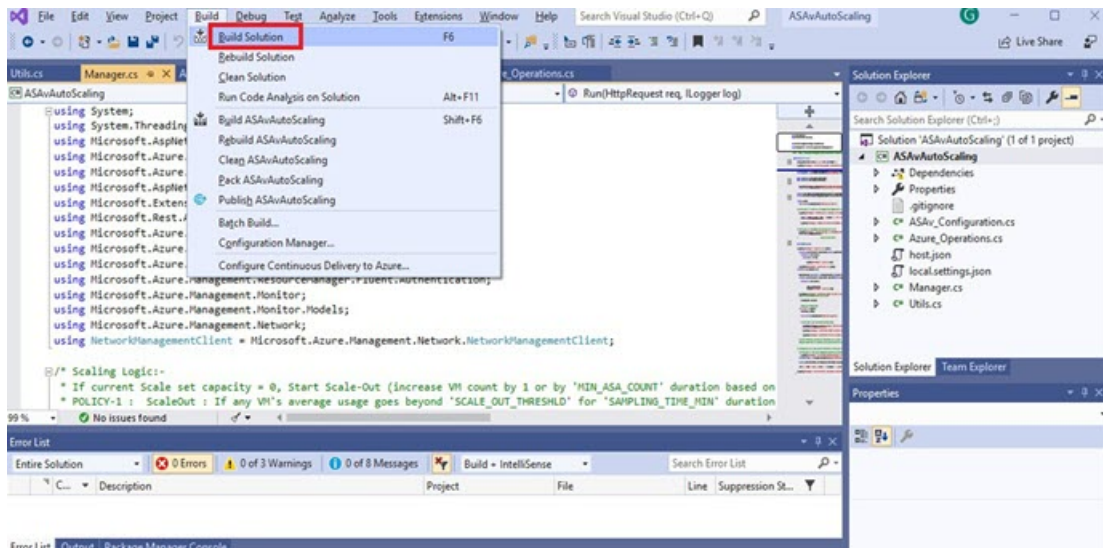 File Edit View Project Build Debug Test Analyze Tools Extensions Window Help Search Visual Studio (Ctrl+Q) ASAvAutoScaling G
Live Share
Build Solution F6
Rebuild Solution
Clean Solution
Run Code Analysis on Solution Alt+F11
Build ASAvAutoScaling Shift+F6
Rebuild ASAvAutoScaling
Clean ASAvAutoScaling
Pack ASAvAutoScaling
Publish ASAvAutoScaling
Batch Build...
Configuration Manager...
Configure Continuous Delivery to Azure...
Utils.cs Manager.cs A e_Operations.cs
ASAvAutoScaling Run(HttpRequest req, ILogger log)
using System;
using System.Threading
using Microsoft.AspNet
using Microsoft.Azure.
using Microsoft.Azure.
using Microsoft.AspNet
using Microsoft.Extens
using Microsoft.Rest.A
using Microsoft.Azure.
using Microsoft.Azure.
using Microsoft.Azure.
using Microsoft.Azure.Management.ResourceManager.Fluent.Authentication;
using Microsoft.Azure.Management.Monitor;
using Microsoft.Azure.Management.Monitor.Models;
using Microsoft.Azure.Management.Network;
using NetworkManagementClient = Microsoft.Azure.Management.Network.NetworkManagementClient;
/* Scaling Logic:-
* If current Scale set capacity = 0, Start Scale-Out (increase VM count by 1 or by 'MIN_ASA_COUNT' duration based on
* POLICY-1 : ScaleOut : If any VM's average usage goes beyond 'SCALE_OUT_THRESHLD' for 'SAMPLING_TIME_MIN' duration
99 % No issues found
Solution Explorer
Search Solution Explorer (Ctrl+;)
Solution 'ASAvAutoScaling' (1 of 1 project)
ASAvAutoScaling
Dependencies
Properties
.gitignore
C# ASAv_Configuration.cs
C# Azure_Operations.cs
host.json
local.settings.json
C# Manager.cs
C# Utils.cs
Solution Explorer Team Explorer
Properties
Error List
Entire Solution 0 Errors 0 of 3 Warnings 0 of 8 Messages Build + IntelliSense Search Error List
C... Description Project File Line Suppression St...
Error List Output Package Manager Console